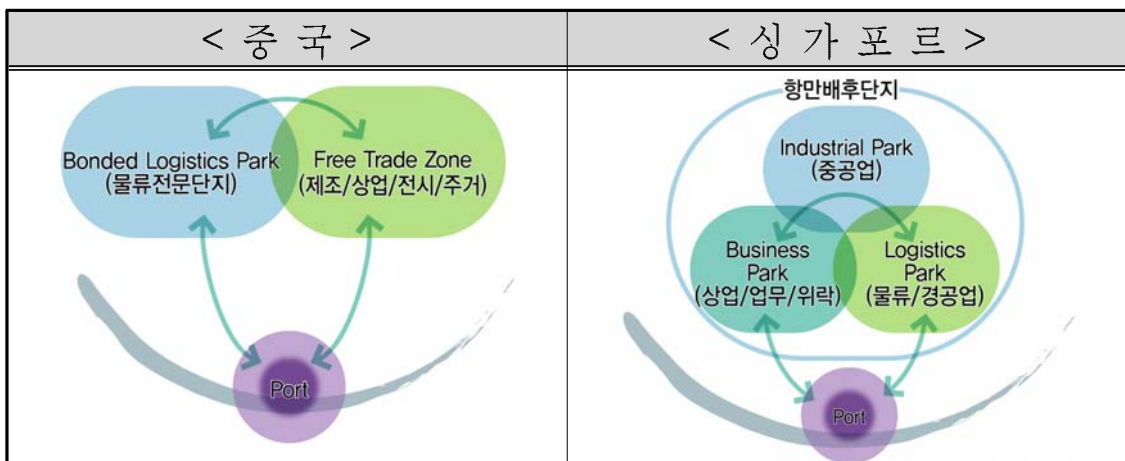 < 중 국 >
Bonded Logistics Park
(물류전문단지)
Free Trade Zone
(제조/상업/전시/주거)
Port
< 싱 가 포 르 >
항만배후단지
Industrial Park
(중공업)
Business
Park
(상업/업무/위락)
Logistics
Park
(물류/경공업)
Port